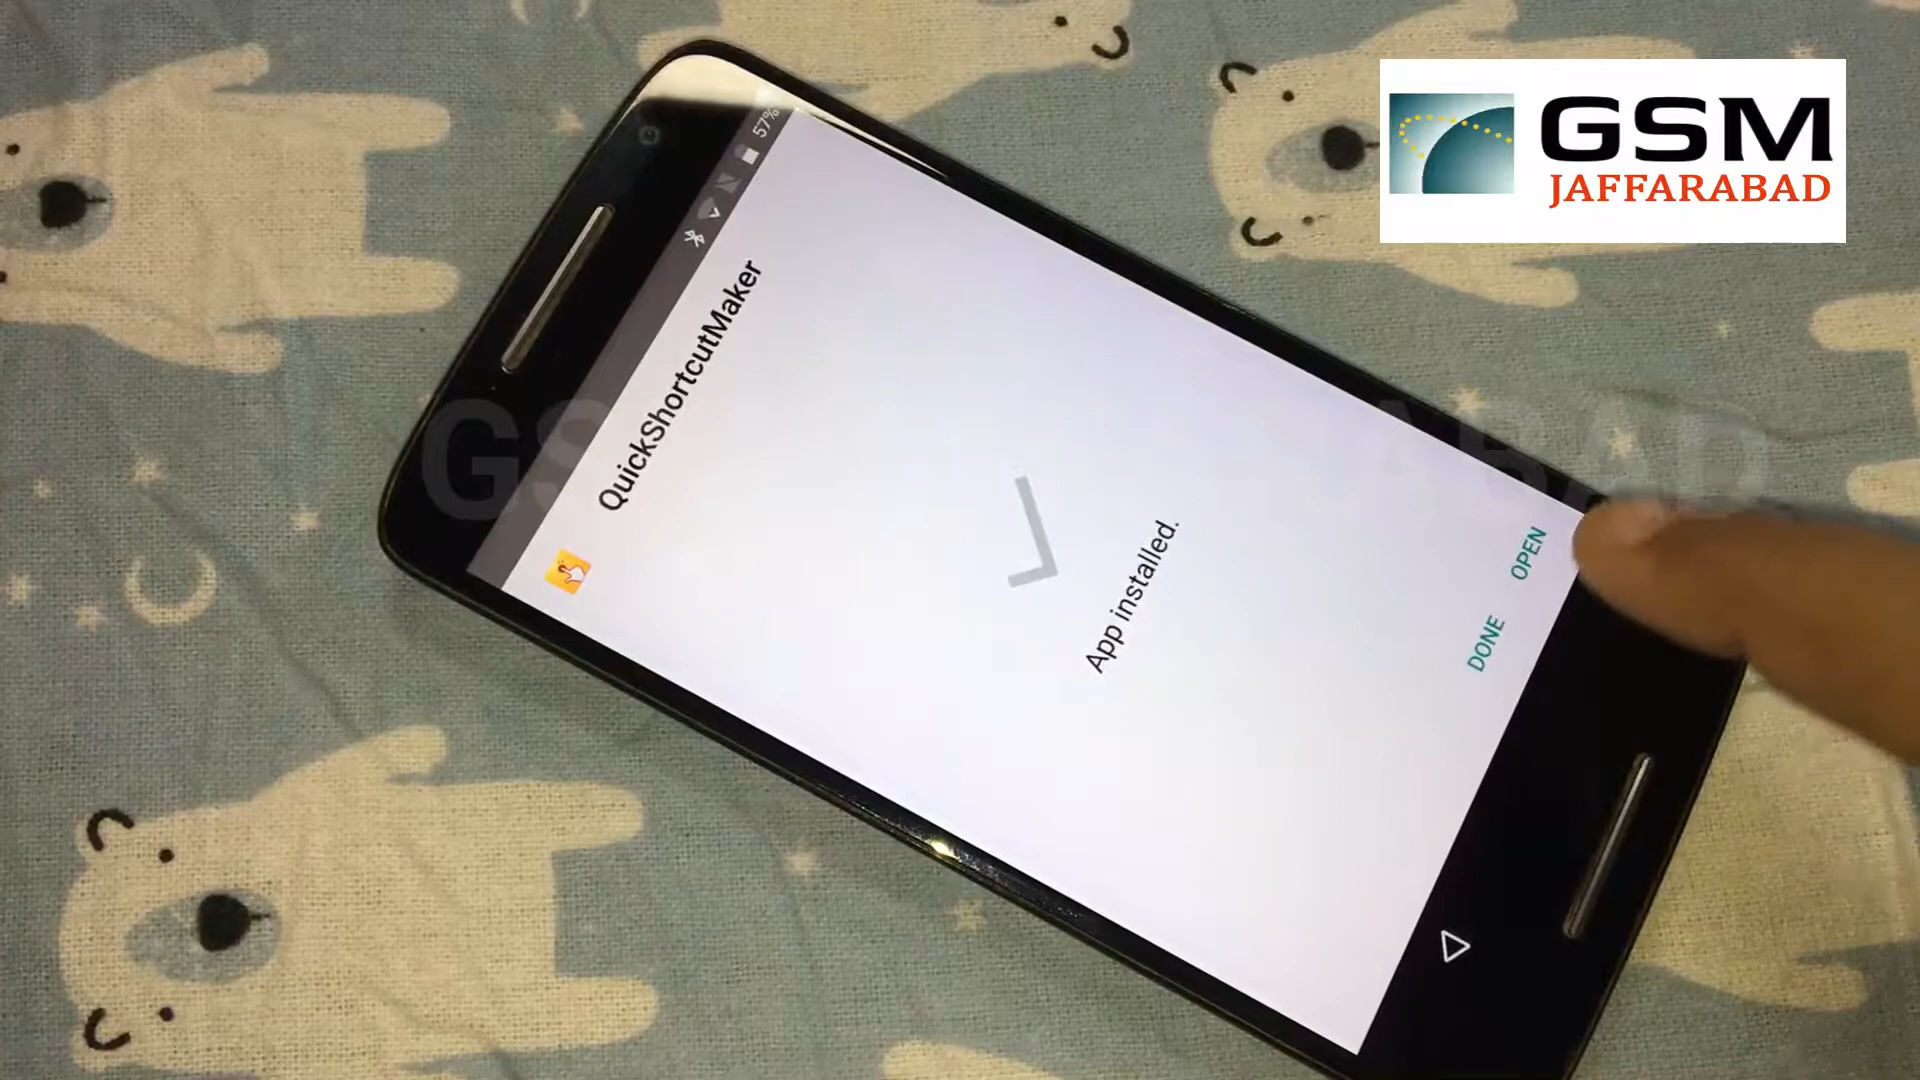 GSM
JAFFARABAD
57%
QuickShortcutMaker
App installed.
DONE
OPEN